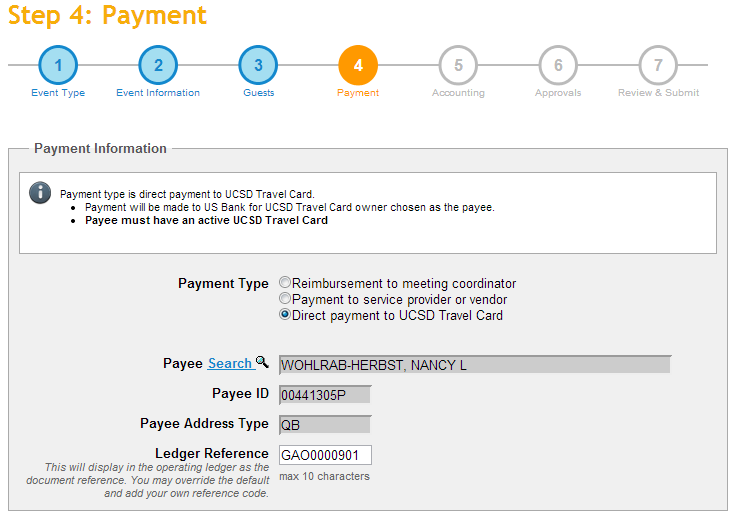 Step 4: Payment
1 2 3 4 5 6 7
Event Type Event Information Guests Payment Accounting Approvals Review & Submit
Payment Information
Payment type is direct payment to UCSD Travel Card.
• Payment will be made to US Bank for UCSD Travel Card owner chosen as the payee.
• Payee must have an active UCSD Travel Card
Payment Type Reimbursement to meeting coordinator
Payment to service provider or vendor
Direct payment to UCSD Travel Card
Payee Search WOHLRAB-HERBST, NANCY L
Payee ID 00441305P
Payee Address Type QB
Ledger Reference GAO0000901
This will display in the operating ledger as the
document reference. You may override the default
and add your own reference code.
max 10 characters